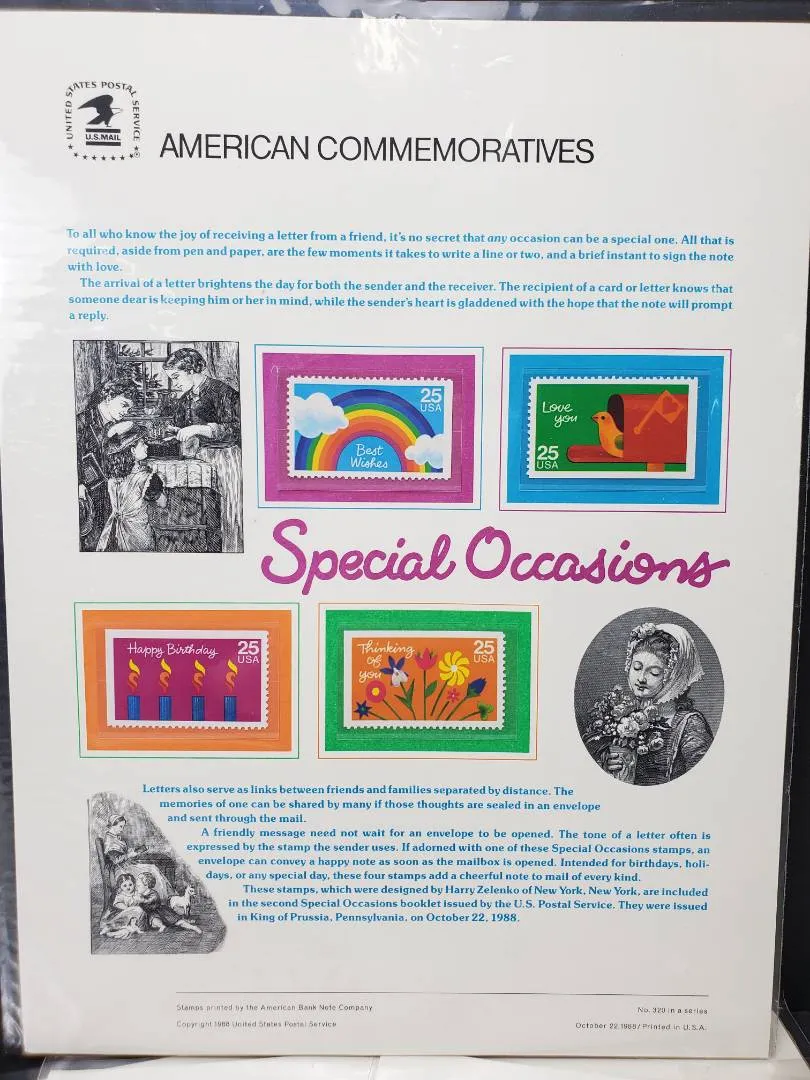 UNITED STATES POSTAL SERVICE
U.S.MAIL
AMERICAN COMMEMORATIVES
To all who know the joy of receiving a letter from a friend, it's no secret that any occasion can be a special one. All that is
required, aside from pen and paper, are the few moments it takes to write a line or two, and a brief instant to sign the note
with love.
The arrival of a letter brightens the day for both the sender and the receiver. The recipient of a card or letter knows that
someone dear is keeping him or her in mind, while the sender's heart is gladdened with the hope that the note will prompt
a reply.
25
USA
Best
Wishes
Love
you
25
USA
Special Occasions
Happy Birthday
25
USA
Thinking
of
you
25
USA
Letters also serve as links between friends and families separated by distance. The
memories of one can be shared by many if those thoughts are sealed in an envelope
and sent through the mail.
A friendly message need not wait for an envelope to be opened. The tone of a letter often is
expressed by the stamp the sender uses. If adorned with one of these Special Occasions stamps, an
envelope can convey a happy note as soon as the mailbox is opened. Intended for birthdays, holi-
days, or any special day, these four stamps add a cheerful note to mail of every kind.
These stamps, which were designed by Harry Zelenko of New York, New York, are included
in the second Special Occasions booklet issued by the U.S. Postal Service. They were issued
in King of Prussia, Pennsylvania, on October 22, 1988.
Stamps printed by the American Bank Note Company
Copyright 1988 United States Postal Service
No. 320 in a series
October 22,1988/Printed in U.S.A.